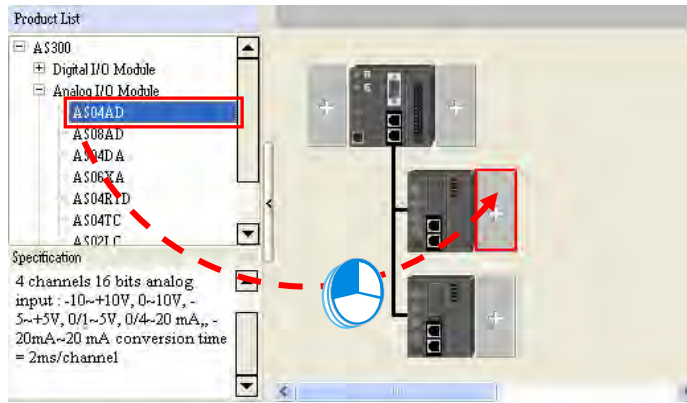 Product List
AS300
Digital I/O Module
Analog I/O Module
AS04AD
AS08AD
AS04DA
AS06XA
AS04RTD
AS04TC
AS02LC
Specification
4 channels 16 bits analog
input : -10~+10V, 0~10V, -
5~+5V, 0/1~5V, 0/4~20 mA,, -
20mA~20 mA conversion time
= 2ms/channel